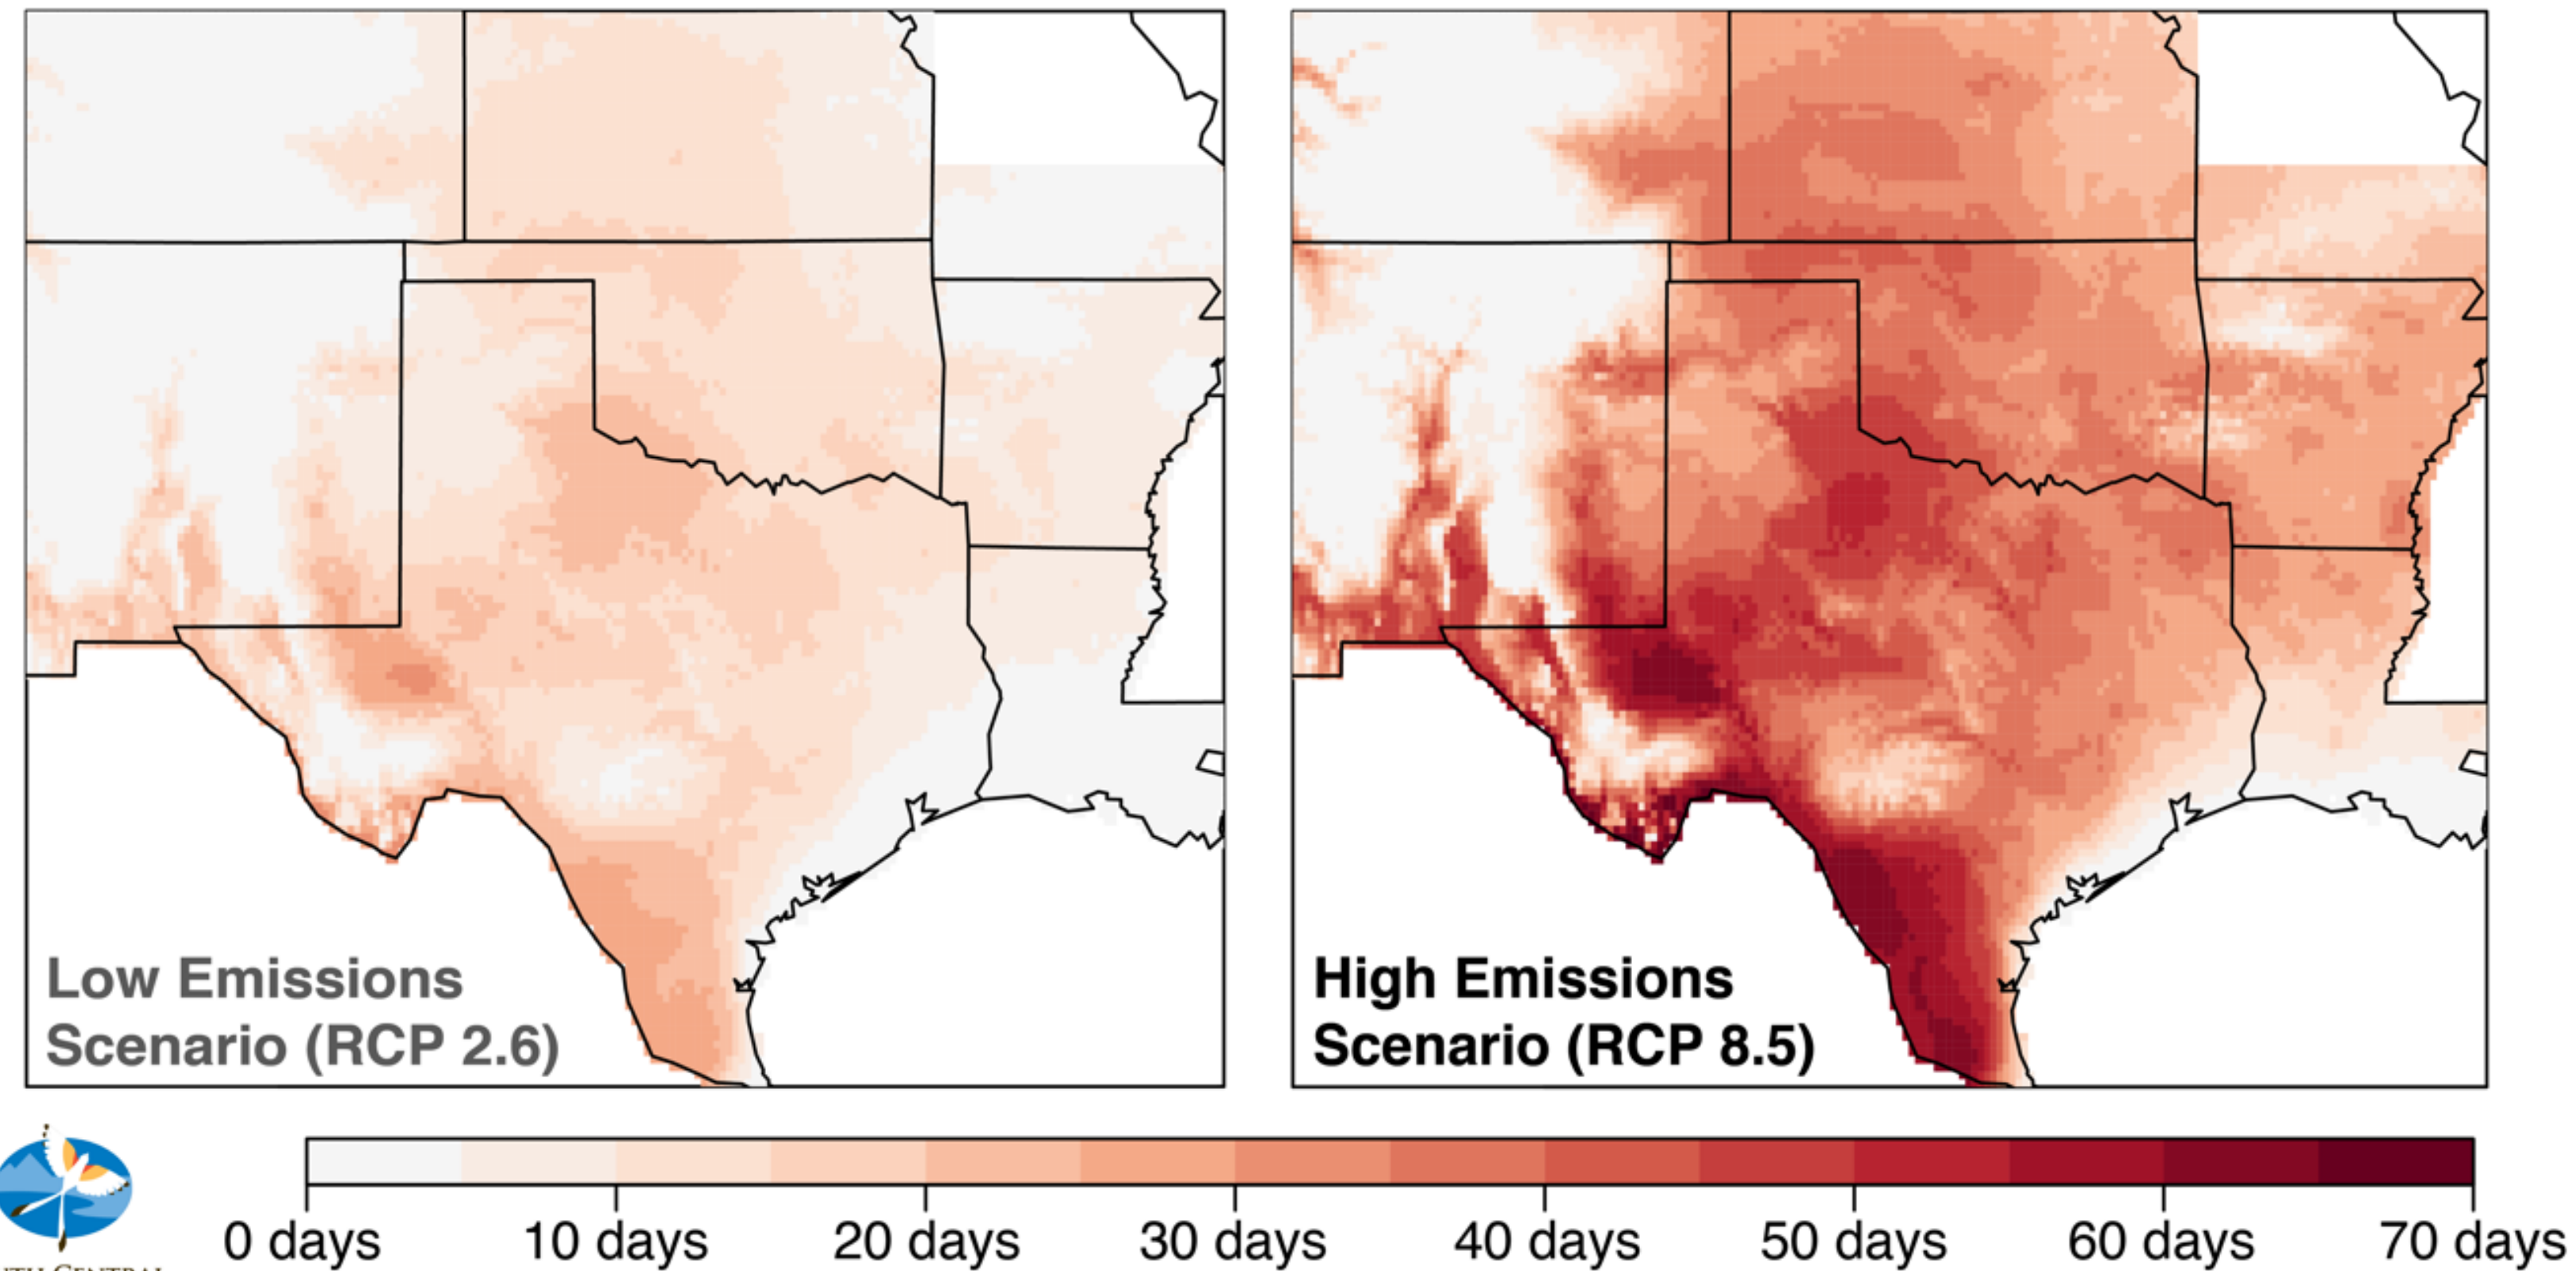 Low Emissions
Scenario (RCP 2.6)
High Emissions
Scenario (RCP 8.5)
0 days 10 days 20 days 30 days 40 days 50 days 60 days 70 days
CENTRAL